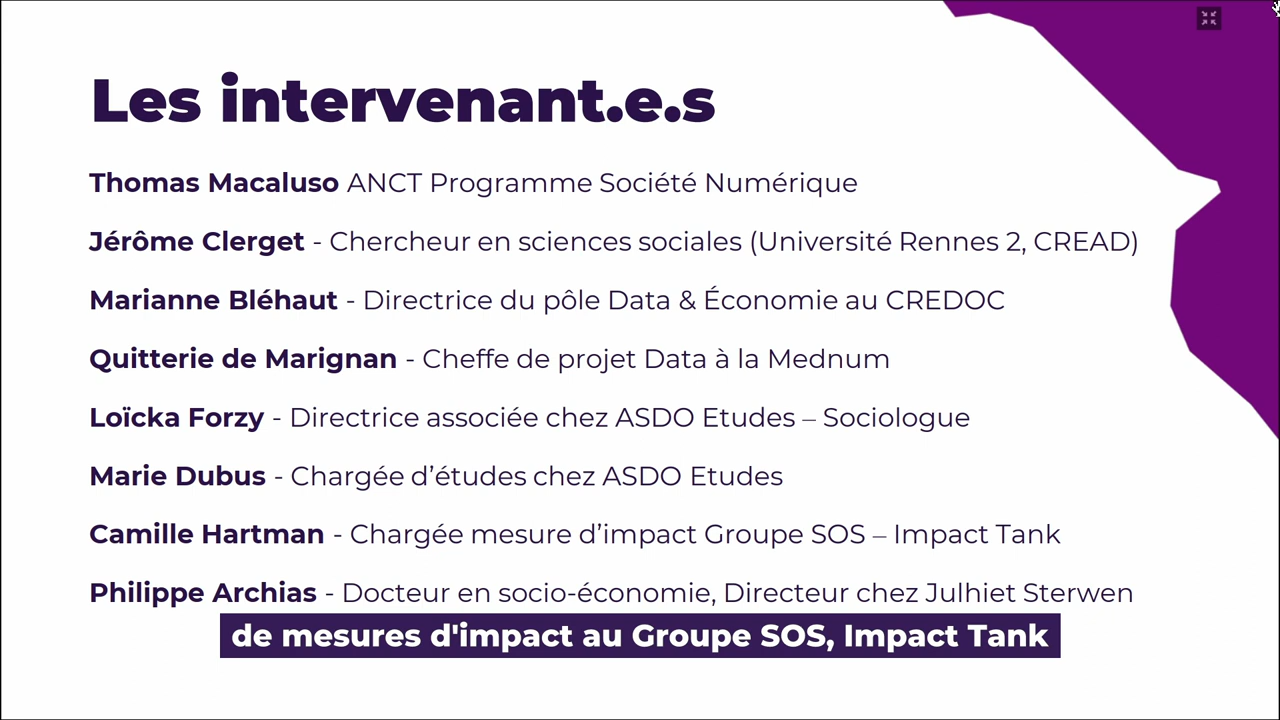 Les intervenant.e.s
Thomas Macaluso ANCT Programme Société Numérique
Jérôme Clerget - Chercheur en sciences sociales (Université Rennes 2, CREAD)
Marianne Bléhaut - Directrice du pôle Data & Économie au CREDOC
Quitterie de Marignan - Cheffe de projet Data à la Mednum
Loïcka Forzy - Directrice associée chez ASDO Etudes – Sociologue
Marie Dubus - Chargée d’études chez ASDO Etudes
Camille Hartman - Chargée mesure d’impact Groupe SOS – Impact Tank
Philippe Archias - Docteur en socio-économie, Directeur chez Julhiet Sterwen
de mesures d'impact au Groupe SOS, Impact Tank